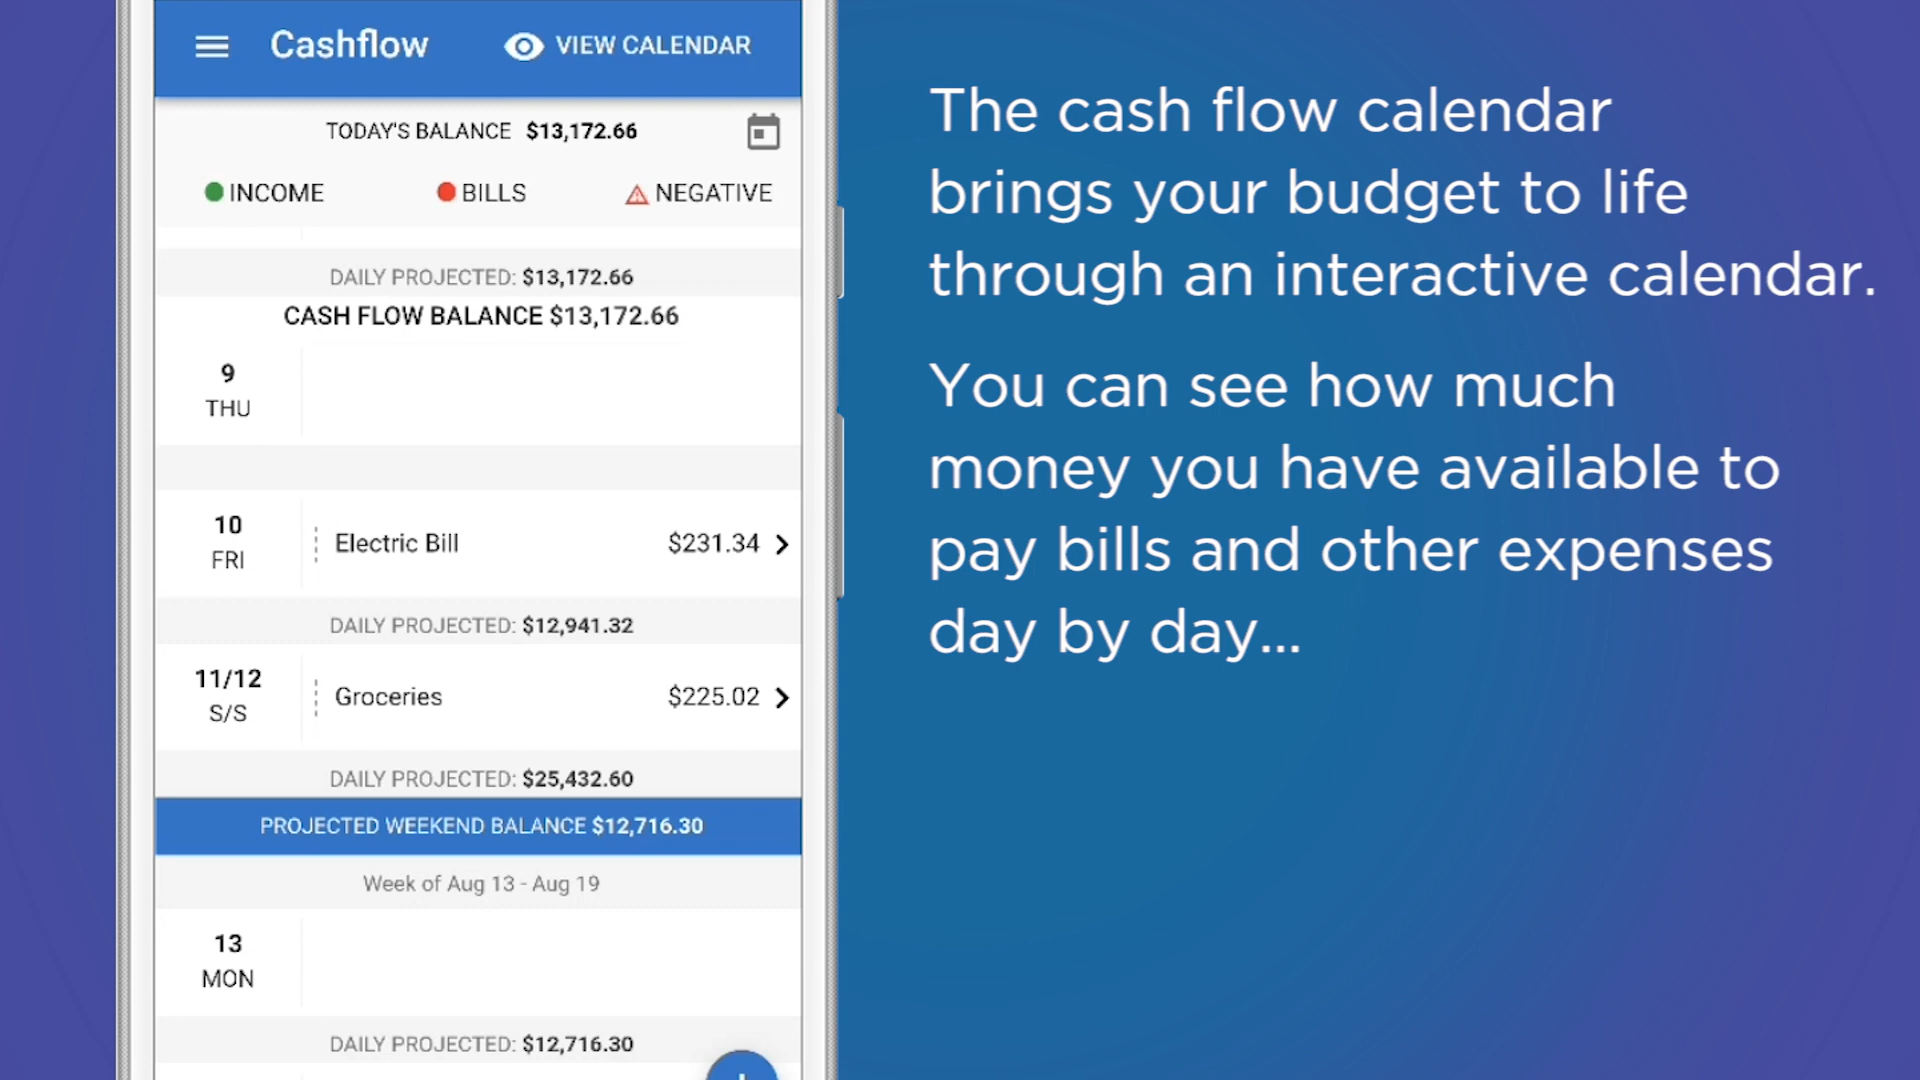 Cashflow
VIEW CALENDAR
TODAY'S BALANCE $13,172.66
INCOME
BILLS
NEGATIVE
DAILY PROJECTED: $13,172.66
CASH FLOW BALANCE $13,172.66
9
THU
10
FRI
Electric Bill
$231.34
DAILY PROJECTED: $12,941.32
11/12
S/S
Groceries
$225.02
DAILY PROJECTED: $25,432.60
PROJECTED WEEKEND BALANCE $12,716.30
Week of Aug 13 - Aug 19
13
MON
DAILY PROJECTED: $12,716.30
The cash flow calendar
brings your budget to life
through an interactive calendar.
You can see how much
money you have available to
pay bills and other expenses
day by day...